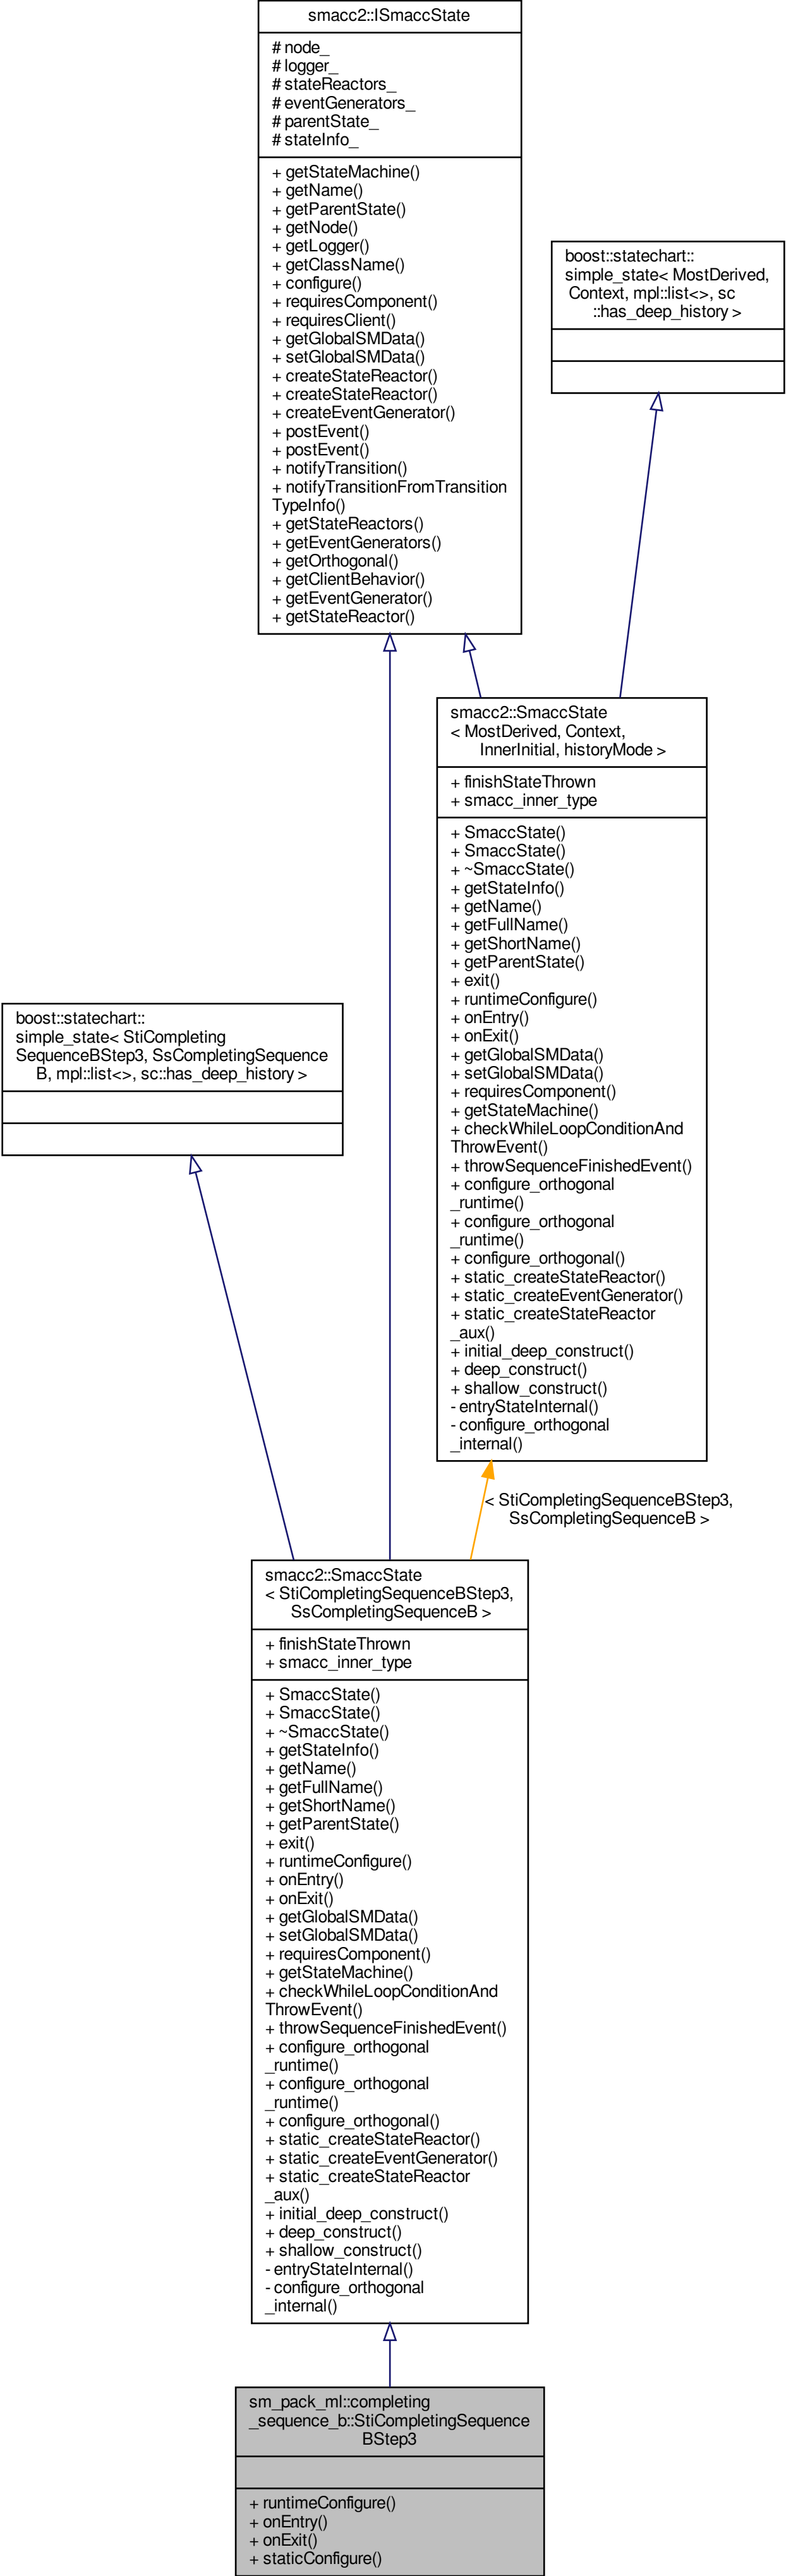 smacc2::ISmaccState
# node_
# logger_
# stateReactors_
# eventGenerators_
# parentState_
# stateInfo_
+ getStateMachine()
+ getName()
+ getParentState()
+ getNode()
+ getLogger()
+ getClassName()
+ configure()
+ requiresComponent()
+ requiresClient()
+ getGlobalSMData()
+ setGlobalSMData()
+ createStateReactor()
+ createStateReactor()
+ createEventGenerator()
+ postEvent()
+ postEvent()
+ notifyTransition()
+ notifyTransitionFromTransition
TypeInfo()
+ getStateReactors()
+ getEventGenerators()
+ getOrthogonal()
+ getClientBehavior()
+ getEventGenerator()
+ getStateReactor()
boost::statechart::
simple_state< MostDerived,
Context, mpl::list<>, sc
::has_deep_history >
smacc2::SmaccState
< MostDerived, Context,
InnerInitial, historyMode >
+ finishStateThrown
+ smacc_inner_type
+ SmaccState()
+ SmaccState()
+ ~SmaccState()
+ getStateInfo()
+ getName()
+ getFullName()
+ getShortName()
+ getParentState()
+ exit()
+ runtimeConfigure()
+ onEntry()
+ onExit()
+ getGlobalSMData()
+ setGlobalSMData()
+ requiresComponent()
+ getStateMachine()
+ checkWhileLoopConditionAnd
ThrowEvent()
+ throwSequenceFinishedEvent()
+ configure_orthogonal
_runtime()
+ configure_orthogonal
_runtime()
+ configure_orthogonal()
+ static_createStateReactor()
+ static_createEventGenerator()
+ static_createStateReactor
_aux()
+ initial_deep_construct()
+ deep_construct()
+ shallow_construct()
- entryStateInternal()
- configure_orthogonal
_internal()
boost::statechart::
simple_state< StiCompleting
SequenceBStep3, SsCompletingSequence
B, mpl::list<>, sc::has_deep_history >
< StiCompletingSequenceBStep3,
SsCompletingSequenceB >
smacc2::SmaccState
< StiCompletingSequenceBStep3,
SsCompletingSequenceB >
+ finishStateThrown
+ smacc_inner_type
+ SmaccState()
+ SmaccState()
+ ~SmaccState()
+ getStateInfo()
+ getName()
+ getFullName()
+ getShortName()
+ getParentState()
+ exit()
+ runtimeConfigure()
+ onEntry()
+ onExit()
+ getGlobalSMData()
+ setGlobalSMData()
+ requiresComponent()
+ getStateMachine()
+ checkWhileLoopConditionAnd
ThrowEvent()
+ throwSequenceFinishedEvent()
+ configure_orthogonal
_runtime()
+ configure_orthogonal
_runtime()
+ configure_orthogonal()
+ static_createStateReactor()
+ static_createEventGenerator()
+ static_createStateReactor
_aux()
+ initial_deep_construct()
+ deep_construct()
+ shallow_construct()
- entryStateInternal()
- configure_orthogonal
_internal()
sm_pack_ml::completing
_sequence_b::StiCompletingSequence
BStep3
+ runtimeConfigure()
+ onEntry()
+ onExit()
+ staticConfigure()